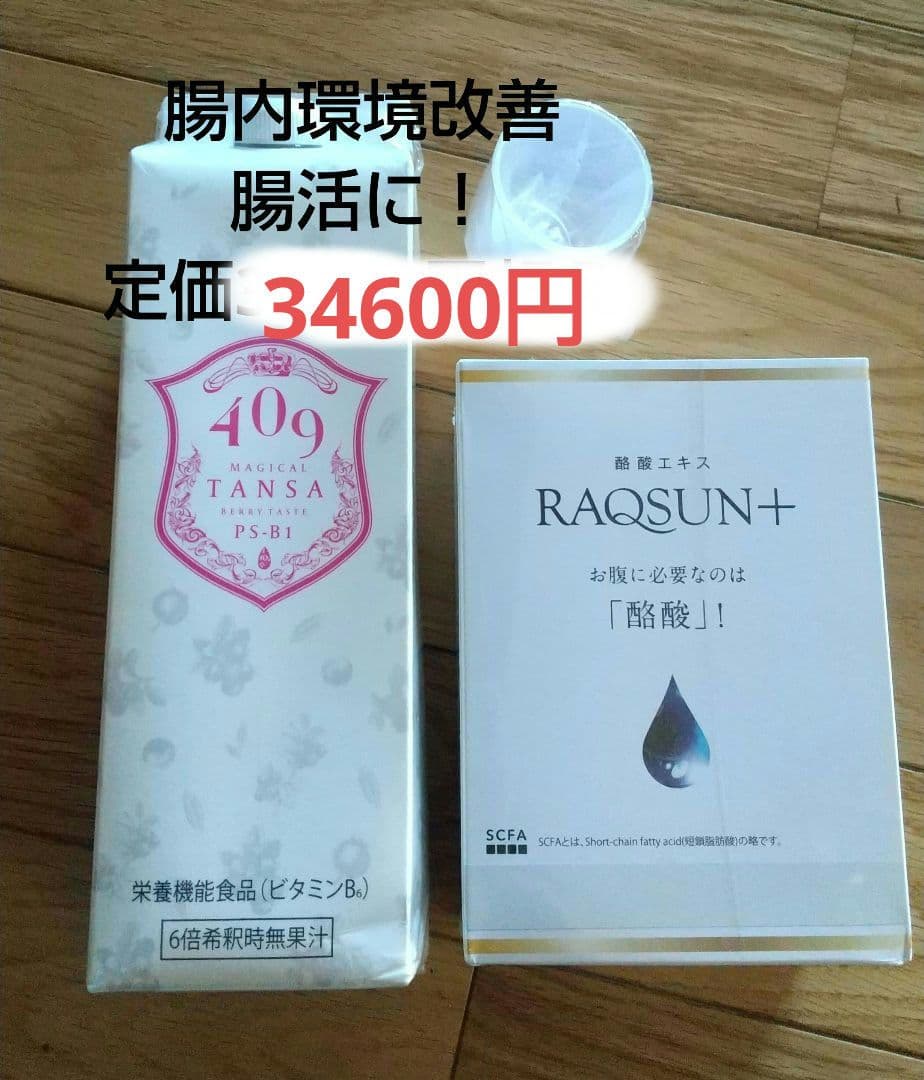 腸内環境改善
腸活に！
定価
34600円
409
MAGICAL
TANSA
BERRY TASTE
PS-B1
栄養機能食品(ビタミンB₆)
6倍希釈時無果汁
酪酸エキス
RAQSUN+
お腹に必要なのは
「酪酸」!
SCFA
SCFAとは、Short-chain fatty acid(短鎖脂肪酸)の略です。